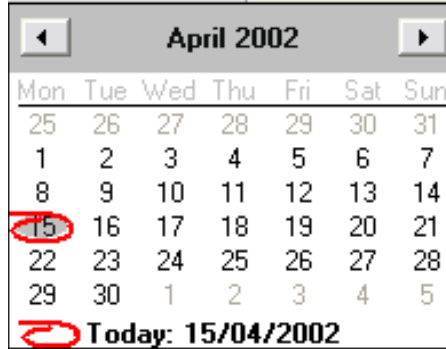 April 2002
Mon Tue Wed Thu Fri Sat Sun
25 26 27 28 29 30 31
1 2 3 4 5 6 7
8 9 10 11 12 13 14
15 16 17 18 19 20 21
22 23 24 25 26 27 28
29 30 1 2 3 4 5
Today: 15/04/2002